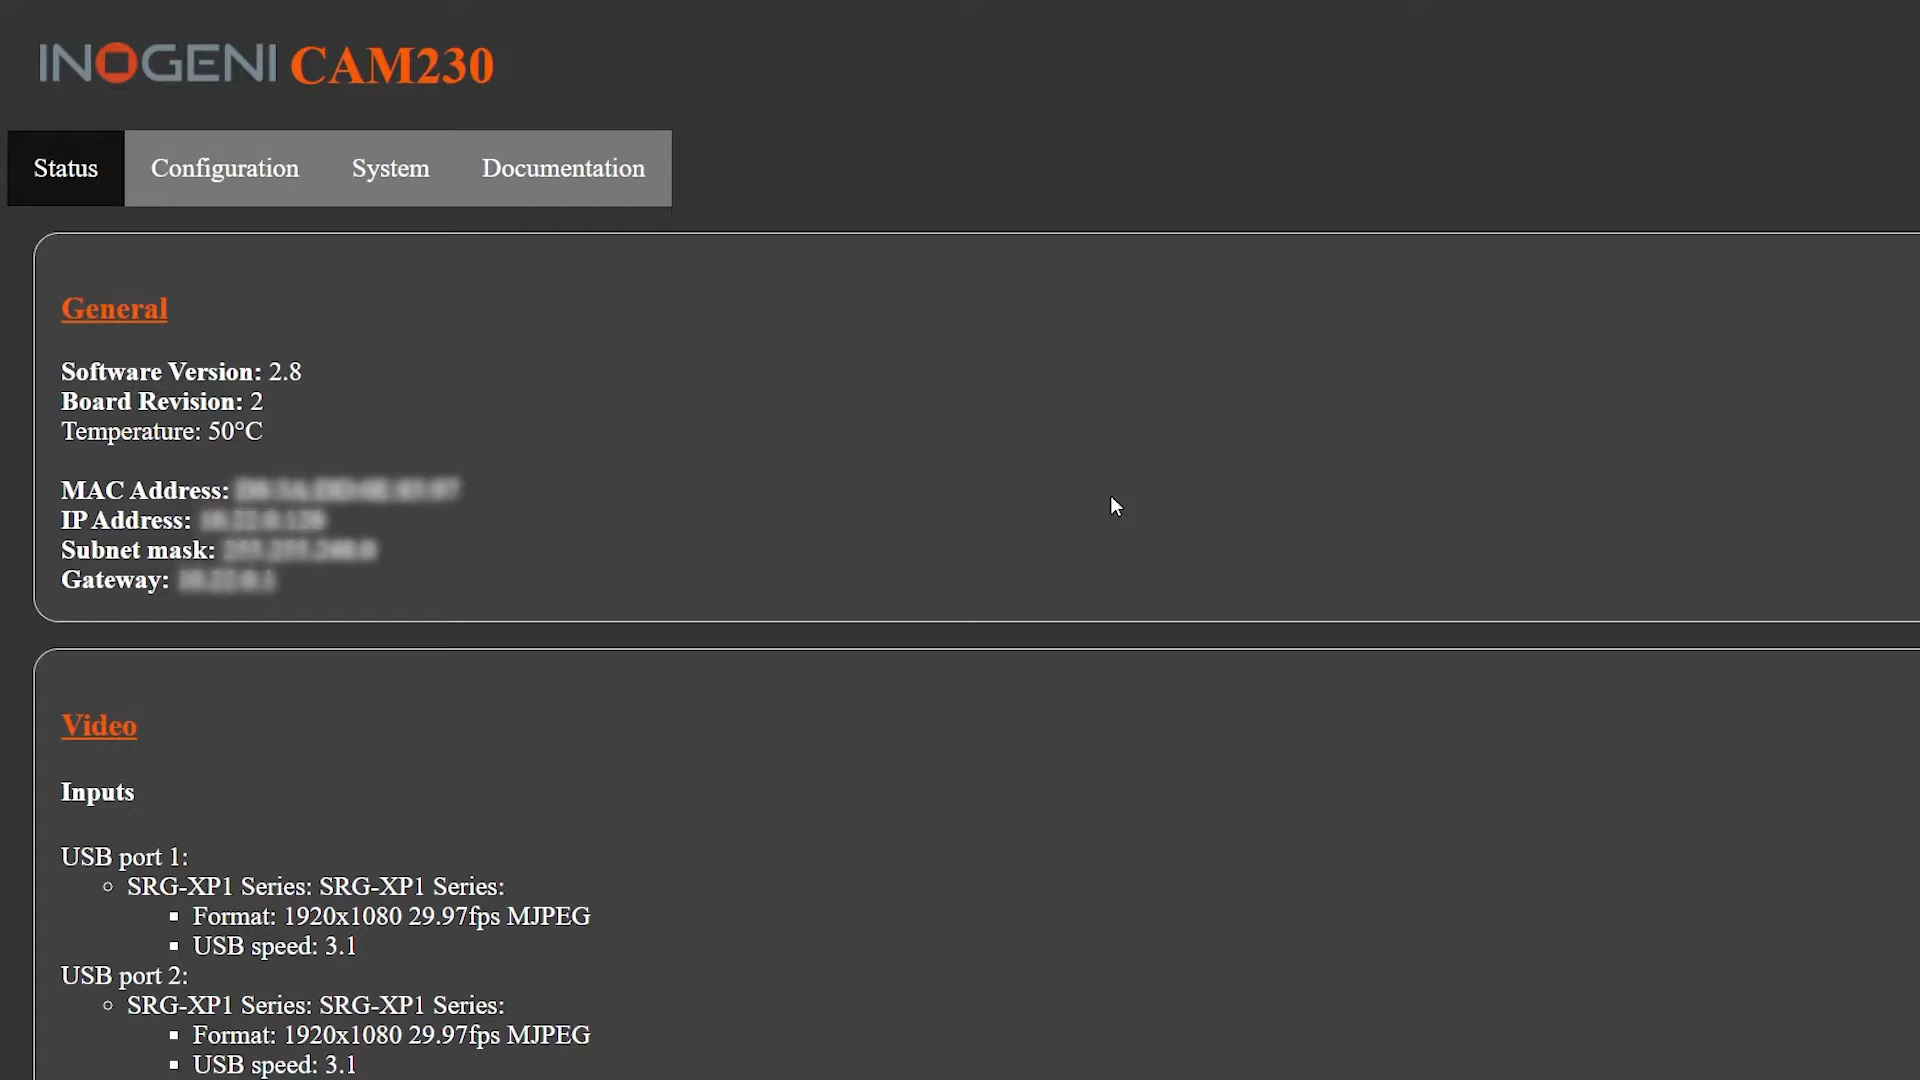 INOGENI CAM230
Status Configuration System Documentation
General
Software Version: 2.8
Board Revision: 2
Temperature: 50°C
MAC Address:
IP Address:
Subnet mask:
Gateway:
Video
Inputs
USB port 1:
SRG-XP1 Series: SRG-XP1 Series:
Format: 1920x1080 29.97fps MJPEG
USB speed: 3.1
USB port 2:
SRG-XP1 Series: SRG-XP1 Series:
Format: 1920x1080 29.97fps MJPEG
USB speed: 3.1